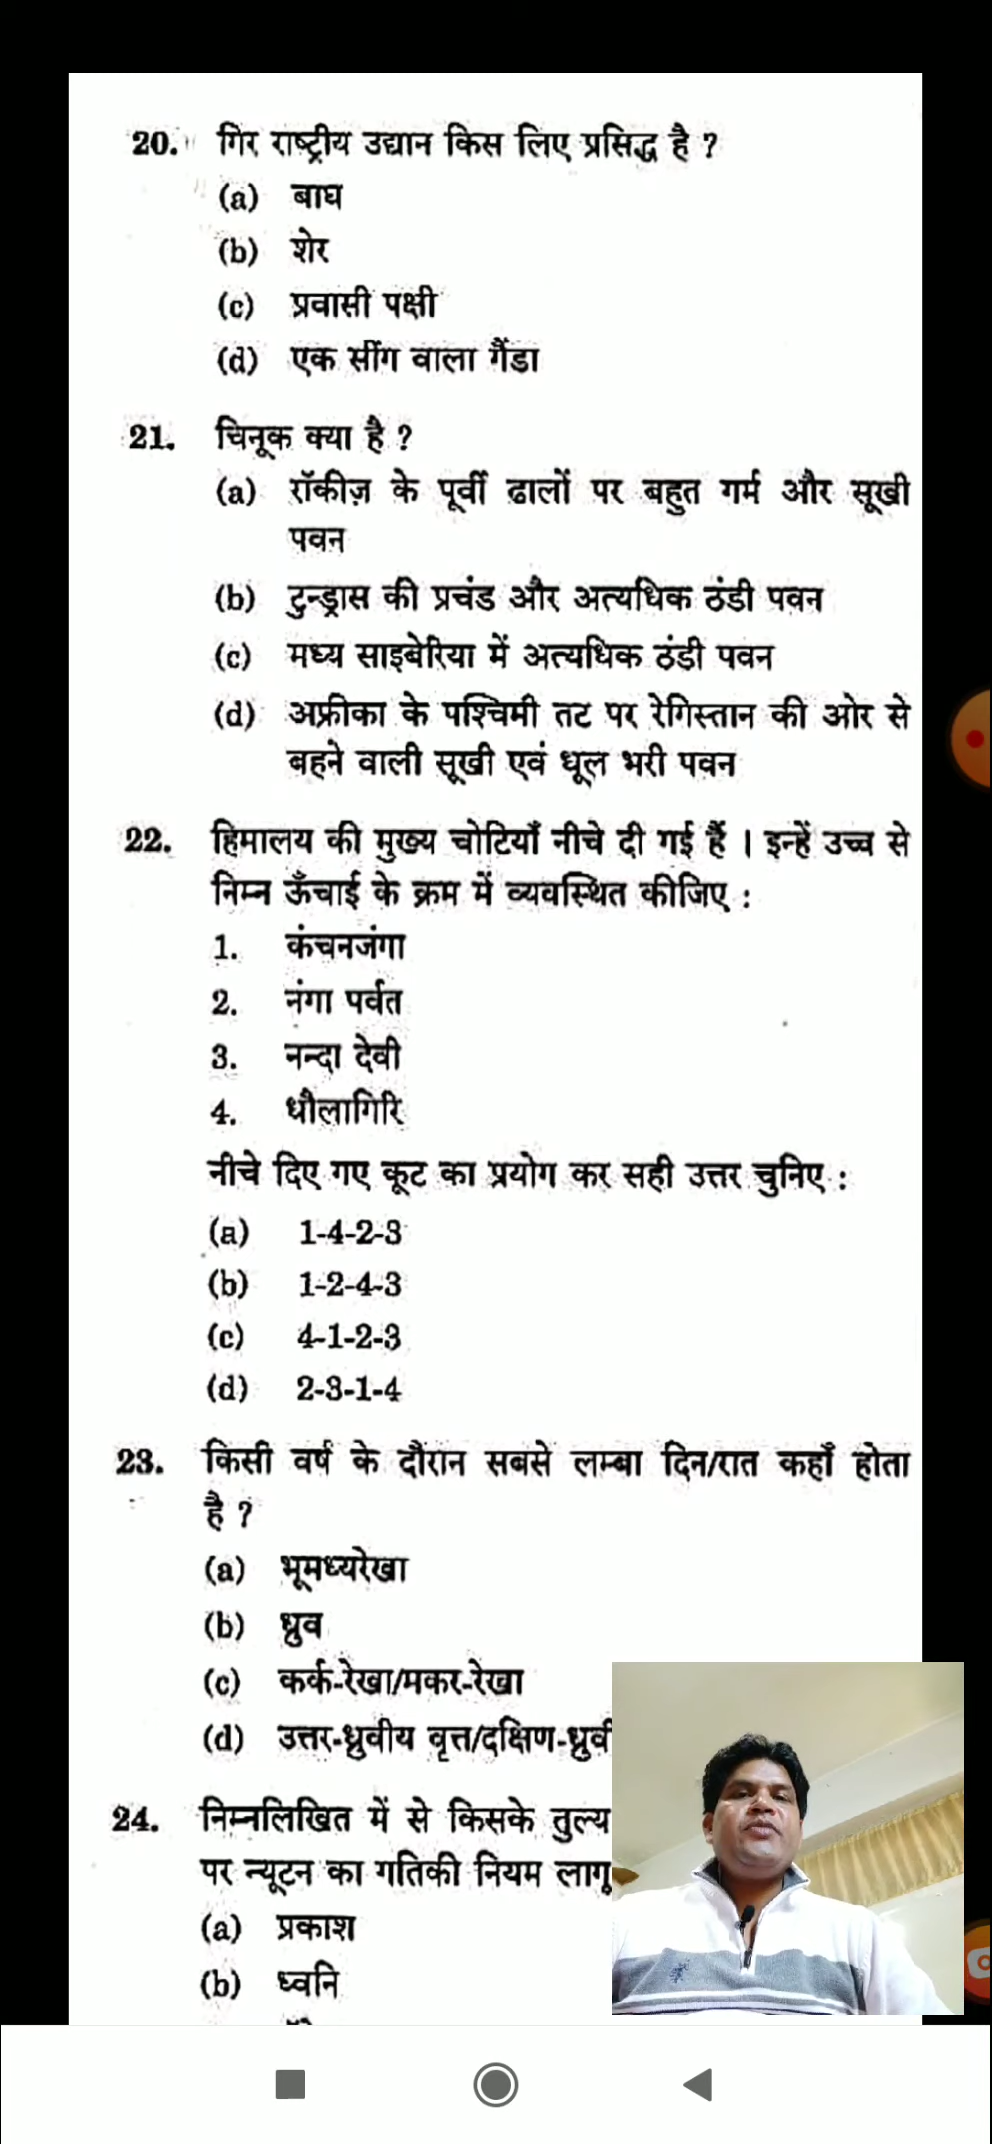 20. गिर राष्ट्रीय उद्यान किस लिए प्रसिद्ध है ?
(a) बाघ
(b) शेर
(c) प्रवासी पक्षी
(d) एक सींग वाला गैंडा
21. चिनूक क्या है ?
(a) रॉकीज़ के पूर्वी ढालों पर बहुत गर्म और सूखी
पवन
(b) टुन्ड्रास की प्रचंड और अत्यधिक ठंडी पवन
(c) मध्य साइबेरिया में अत्यधिक ठंडी पवन
(d) अफ्रीका के पश्चिमी तट पर रेगिस्तान की ओर से
बहने वाली सूखी एवं धूल भरी पवन
22. हिमालय की मुख्य चोटियाँ नीचे दी गई हैं । इन्हें उच्च से
निम्न ऊँचाई के क्रम में व्यवस्थित कीजिए :
1. कंचनजंगा
2. नंगा पर्वत
3. नन्दा देवी
4. धौलागिरि
नीचे दिए गए कूट का प्रयोग कर सही उत्तर चुनिए :
(a) 1-4-2-3
(b) 1-2-4-3
(c) 4-1-2-3
(d) 2-3-1-4
23. किसी वर्ष के दौरान सबसे लम्बा दिन/रात कहाँ होता
है ?
(a) भूमध्यरेखा
(b) ध्रुव
(c) कर्क-रेखा/मकर-रेखा
(d) उत्तर-ध्रुवीय वृत्त/दक्षिण-ध्रुवी
24. निम्नलिखित में से किसके तुल्य
पर न्यूटन का गतिकी नियम लागू
(a) प्रकाश
(b) ध्वनि